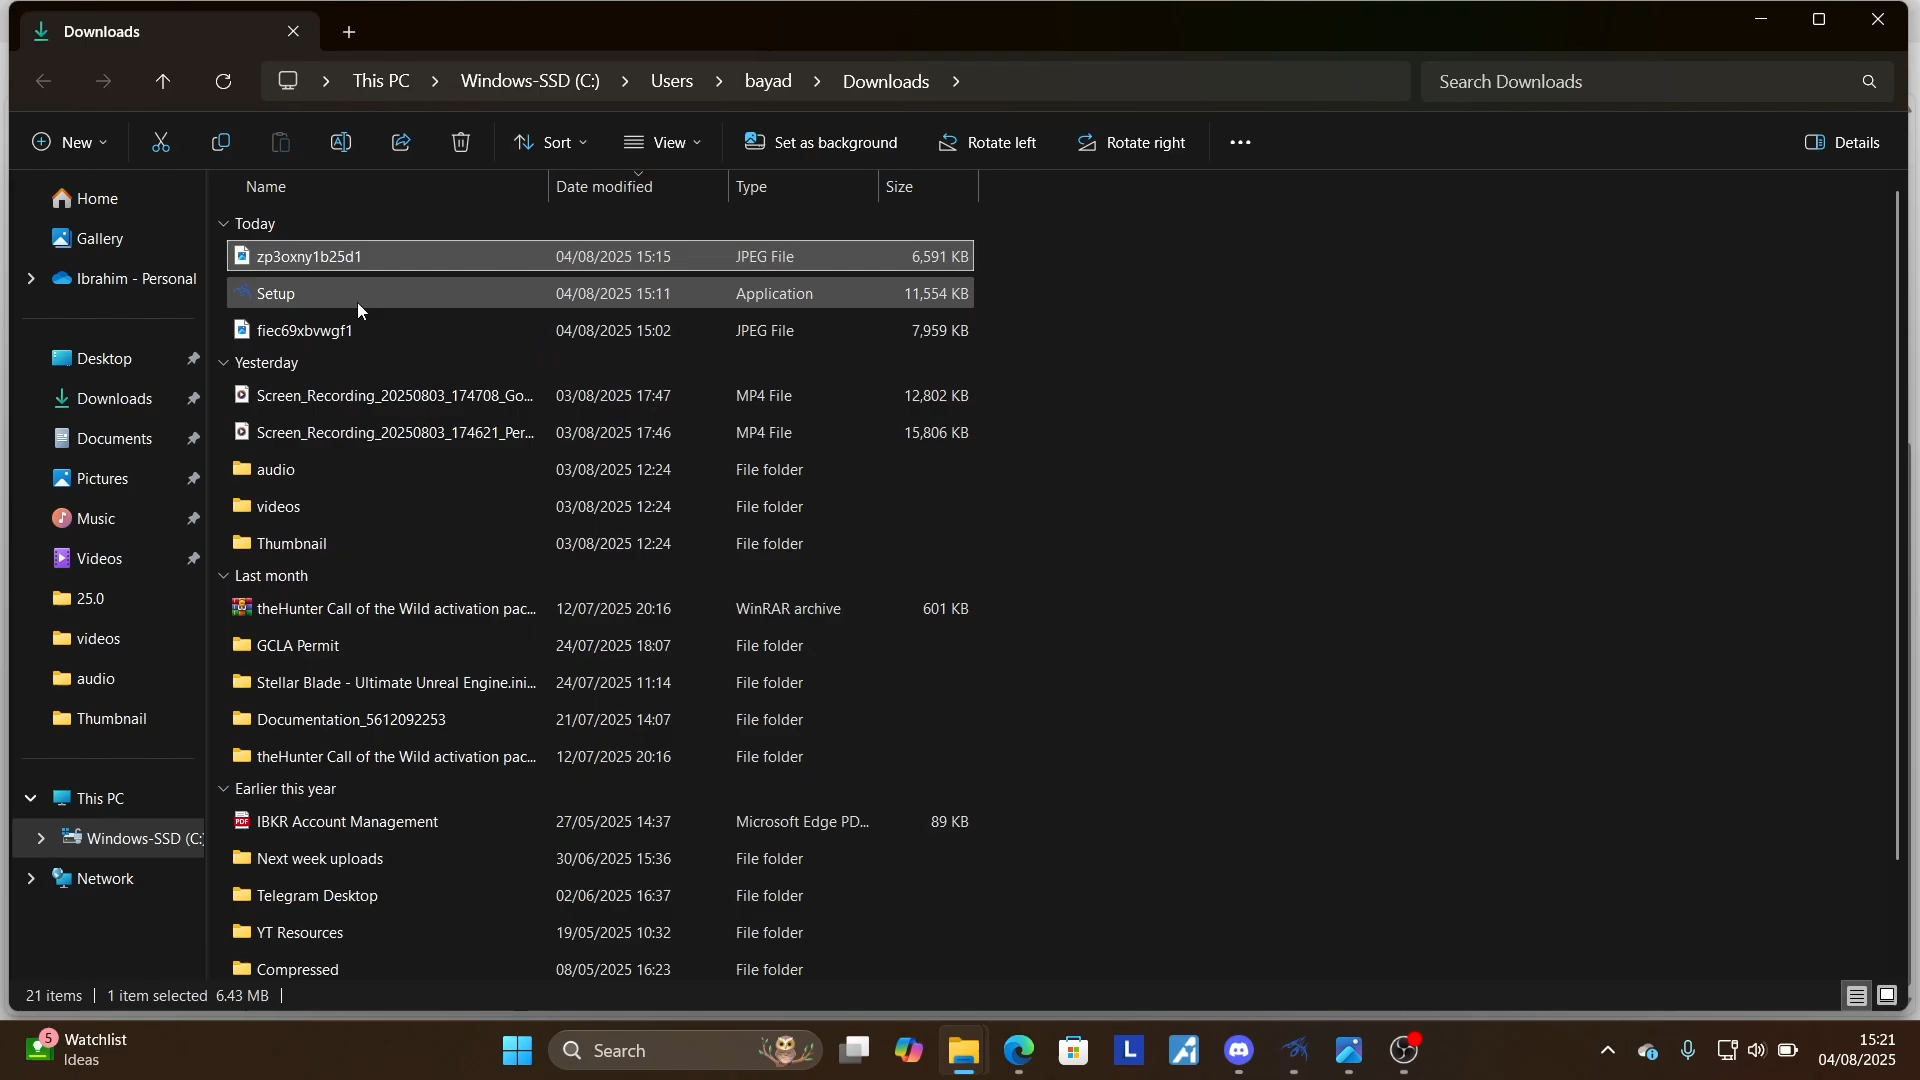 Downloads
This PC > Windows-SSD (C:) > Users > bayad > Downloads >
Search Downloads
New
Sort
View
Set as background
Rotate left
Rotate right
Details
Name Date modified Type Size
Today
zp3oxny1b25d1 04/08/2025 15:15 JPEG File 6,591 KB
Setup 04/08/2025 15:11 Application 11,554 KB
fiec69xbvwgf1 04/08/2025 15:02 JPEG File 7,959 KB
Yesterday
Screen_Recording_20250803_174708_Go... 03/08/2025 17:47 MP4 File 12,802 KB
Screen_Recording_20250803_174621_Per... 03/08/2025 17:46 MP4 File 15,806 KB
audio 03/08/2025 12:24 File folder
videos 03/08/2025 12:24 File folder
Thumbnail 03/08/2025 12:24 File folder
Last month
theHunter Call of the Wild activation pac... 12/07/2025 20:16 WinRAR archive 601 KB
GCLA Permit 24/07/2025 18:07 File folder
Stellar Blade - Ultimate Unreal Engine.ini... 24/07/2025 11:14 File folder
Documentation_5612092253 21/07/2025 14:07 File folder
theHunter Call of the Wild activation pac... 12/07/2025 20:16 File folder
Earlier this year
IBKR Account Management 27/05/2025 14:37 Microsoft Edge PD... 89 KB
Next week uploads 30/06/2025 15:36 File folder
Telegram Desktop 02/06/2025 16:37 File folder
YT Resources 19/05/2025 10:32 File folder
Compressed 08/05/2025 16:23 File folder
Home
Gallery
Ibrahim - Personal
Desktop
Downloads
Documents
Pictures
Music
Videos
25.0
videos
audio
Thumbnail
This PC
Windows-SSD (C:)
Network
21 items 1 item selected 6.43 MB
5
Watchlist
Ideas
Search
L
15:21
04/08/2025